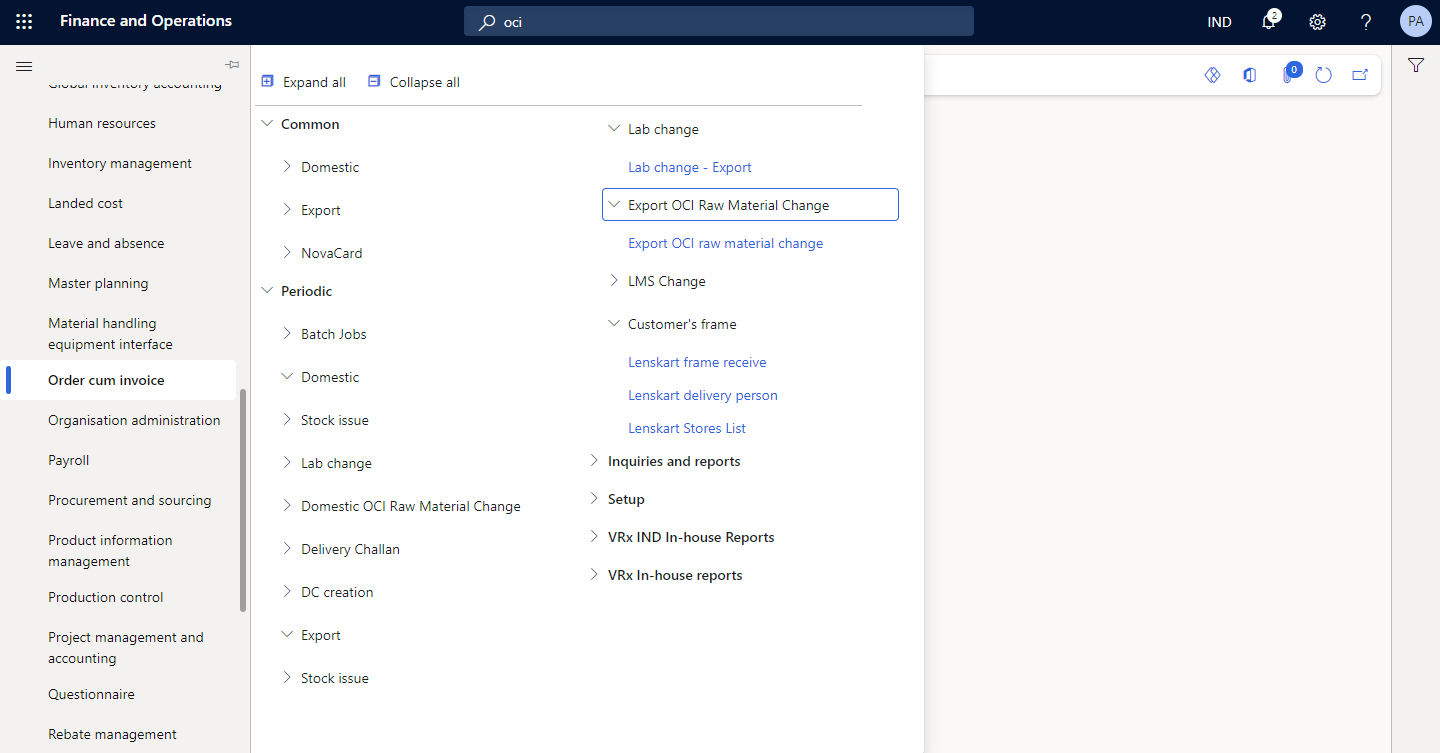 Finance and Operations
oci
IND
2
PA
Global inventory accounting
Human resources
Inventory management
Landed cost
Leave and absence
Master planning
Material handling
equipment interface
Order cum invoice
Organisation administration
Payroll
Procurement and sourcing
Product information
management
Production control
Project management and
accounting
Questionnaire
Rebate management
Expand all
Collapse all
Common
Domestic
Export
NovaCard
Periodic
Batch Jobs
Domestic
Stock issue
Lab change
Domestic OCI Raw Material Change
Delivery Challan
DC creation
Export
Stock issue
Lab change
Lab change - Export
Export OCI Raw Material Change
Export OCI raw material change
LMS Change
Customer's frame
Lenskart frame receive
Lenskart delivery person
Lenskart Stores List
Inquiries and reports
Setup
VRx IND In-house Reports
VRx In-house reports
0